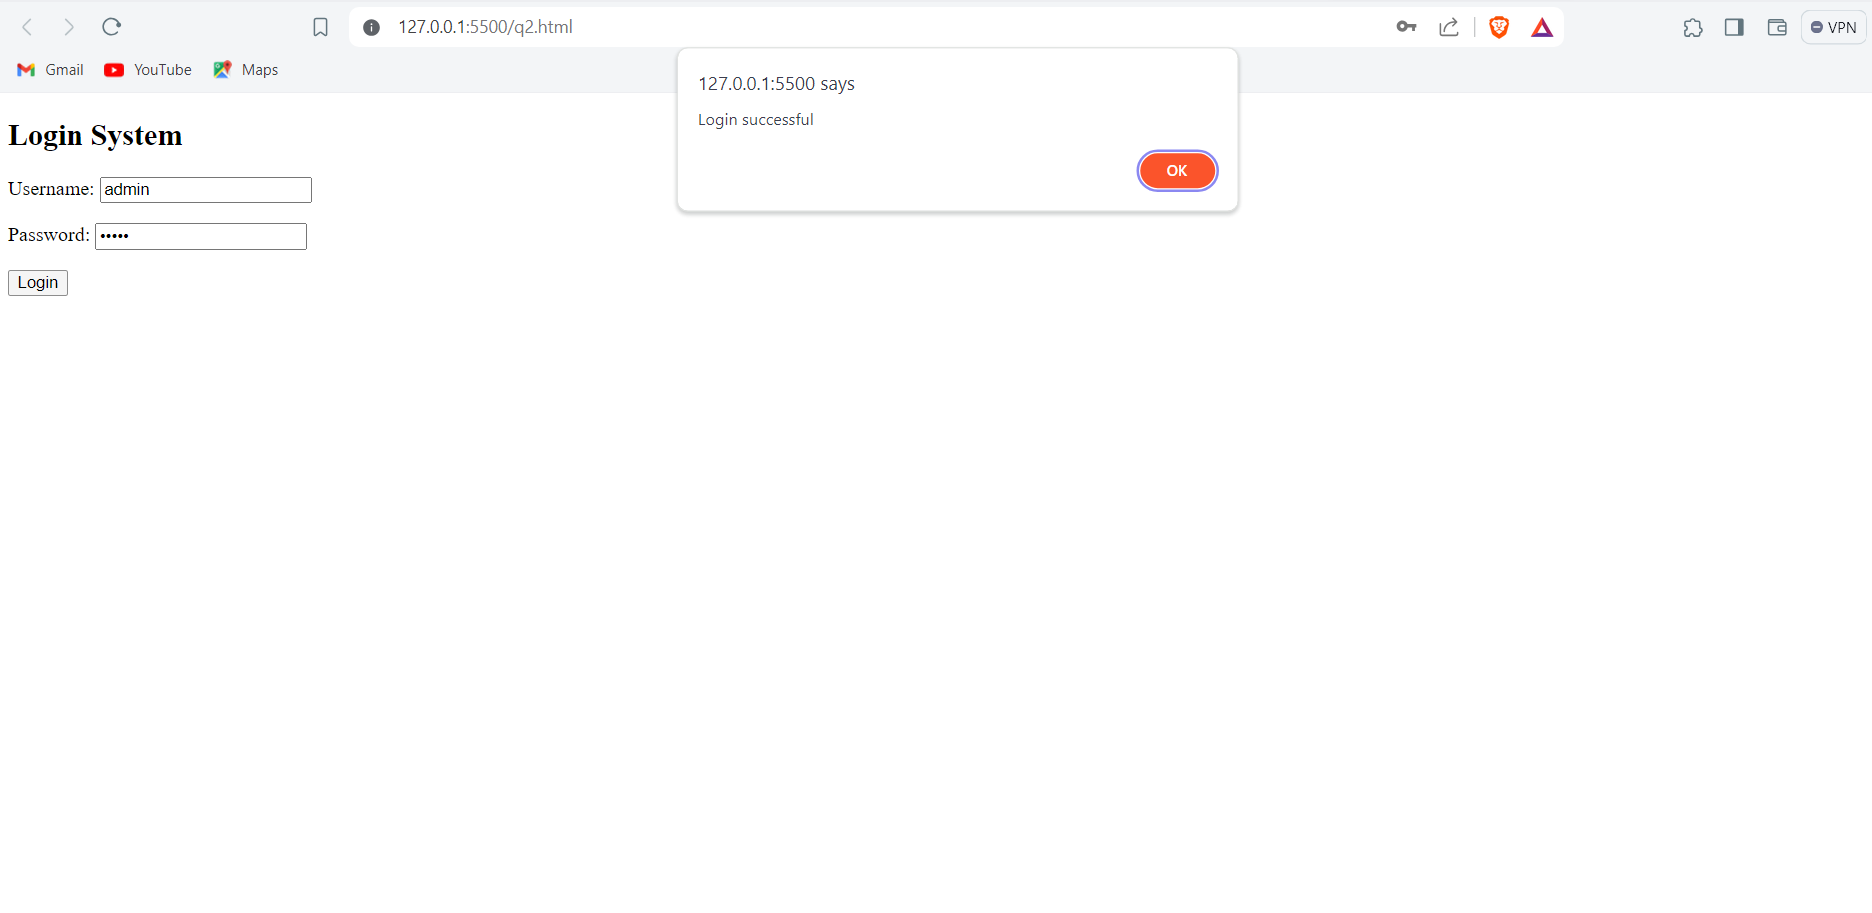 127.0.0.1:5500/q2.html
VPN
Gmail YouTube Maps
127.0.0.1:5500 says
Login successful
OK
Login System
Username: admin
Password: •••••
Login